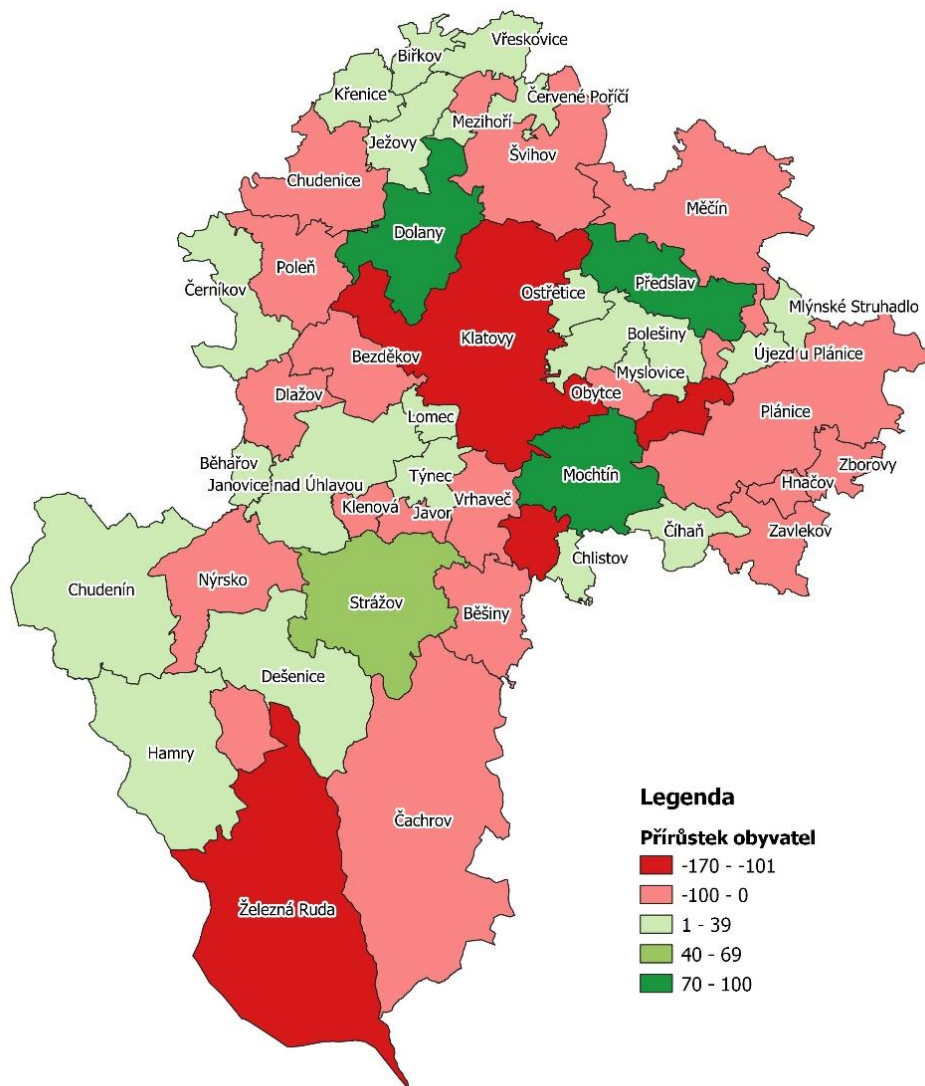 Vřeskovice
Biřkov
Křenice
Červené Poříčí
Mezihoří
Ježovy
Švihov
Chudenice
Měčín
Dolany
Poleň
Předslav
Černíkov
Ostřetice
Mlýnské Struhadlo
Klatovy
Bolešiny
Újezd u Plánice
Bezděkov
Myslovice
Dlažov
Obytce
Plánice
Lomec
Běhařov
Zborovy
Týnec
Mochtín
Hnačov
Janovice nad Úhlavou
Vrhaveč
Klenová
Javor
Číhaň
Zavlekov
Chlistov
Chudenín
Nýrsko
Strážov
Běšiny
Dešenice
Hamry
Čachrov
Železná Ruda
Legenda
Přírůstek obyvatel
-170 - -101
-100 - 0
1 - 39
40 - 69
70 - 100